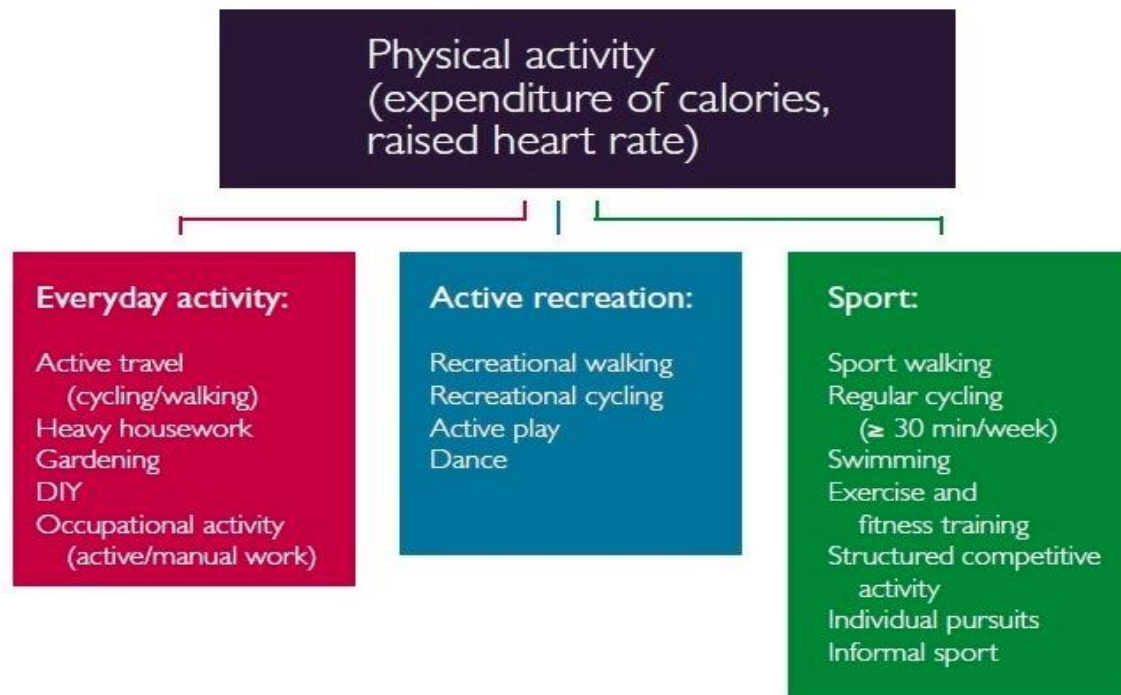 Physical activity
(expenditure of calories,
raised heart rate)
Everyday activity:
Active travel
(cycling/walking)
Heavy housework
Gardening
DIY
Occupational activity
(active/manual work)
Active recreation:
Recreational walking
Recreational cycling
Active play
Dance
Sport:
Sport walking
Regular cycling
(≥ 30 min/week)
Swimming
Exercise and
fitness training
Structured competitive
activity
Individual pursuits
Informal sport